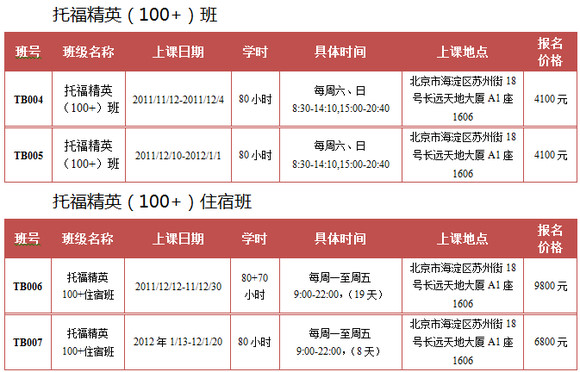 托福精英（100+）班
班号 班级名称 上课日期 学时 具体时间 上课地点 报名价格
TB004 托福精英（100+）班 2011/11/12-2011/12/4 80 小时 每周六、日 8:30-14:10,15:00-20:40 北京市海淀区苏州街 18 号长远天地大厦 A1 座 1606 4100 元
TB005 托福精英（100+）班 2011/12/10-2012/1/1 80 小时 每周六、日 8:30-14:10,15:00-20:40 北京市海淀区苏州街 18 号长远天地大厦 A1 座 1606 4100 元
托福精英（100+）住宿班
班号 班级名称 上课日期 学时 具体时间 上课地点 报名价格
TB006 托福精英 100+住宿班 2011/12/12-11/12/30 80+70 小时 每周一至周五 9:00-22:00，（19 天） 北京市海淀区苏州街 18 号长远天地大厦 A1 座 1606 9800 元
TB007 托福精英 100+住宿班 2012 年 1/13-12/1/20 80 小时 每周一至周五 9:00-22:00，（8 天） 北京市海淀区苏州街 18 号长远天地大厦 A1 座 1606 6800 元